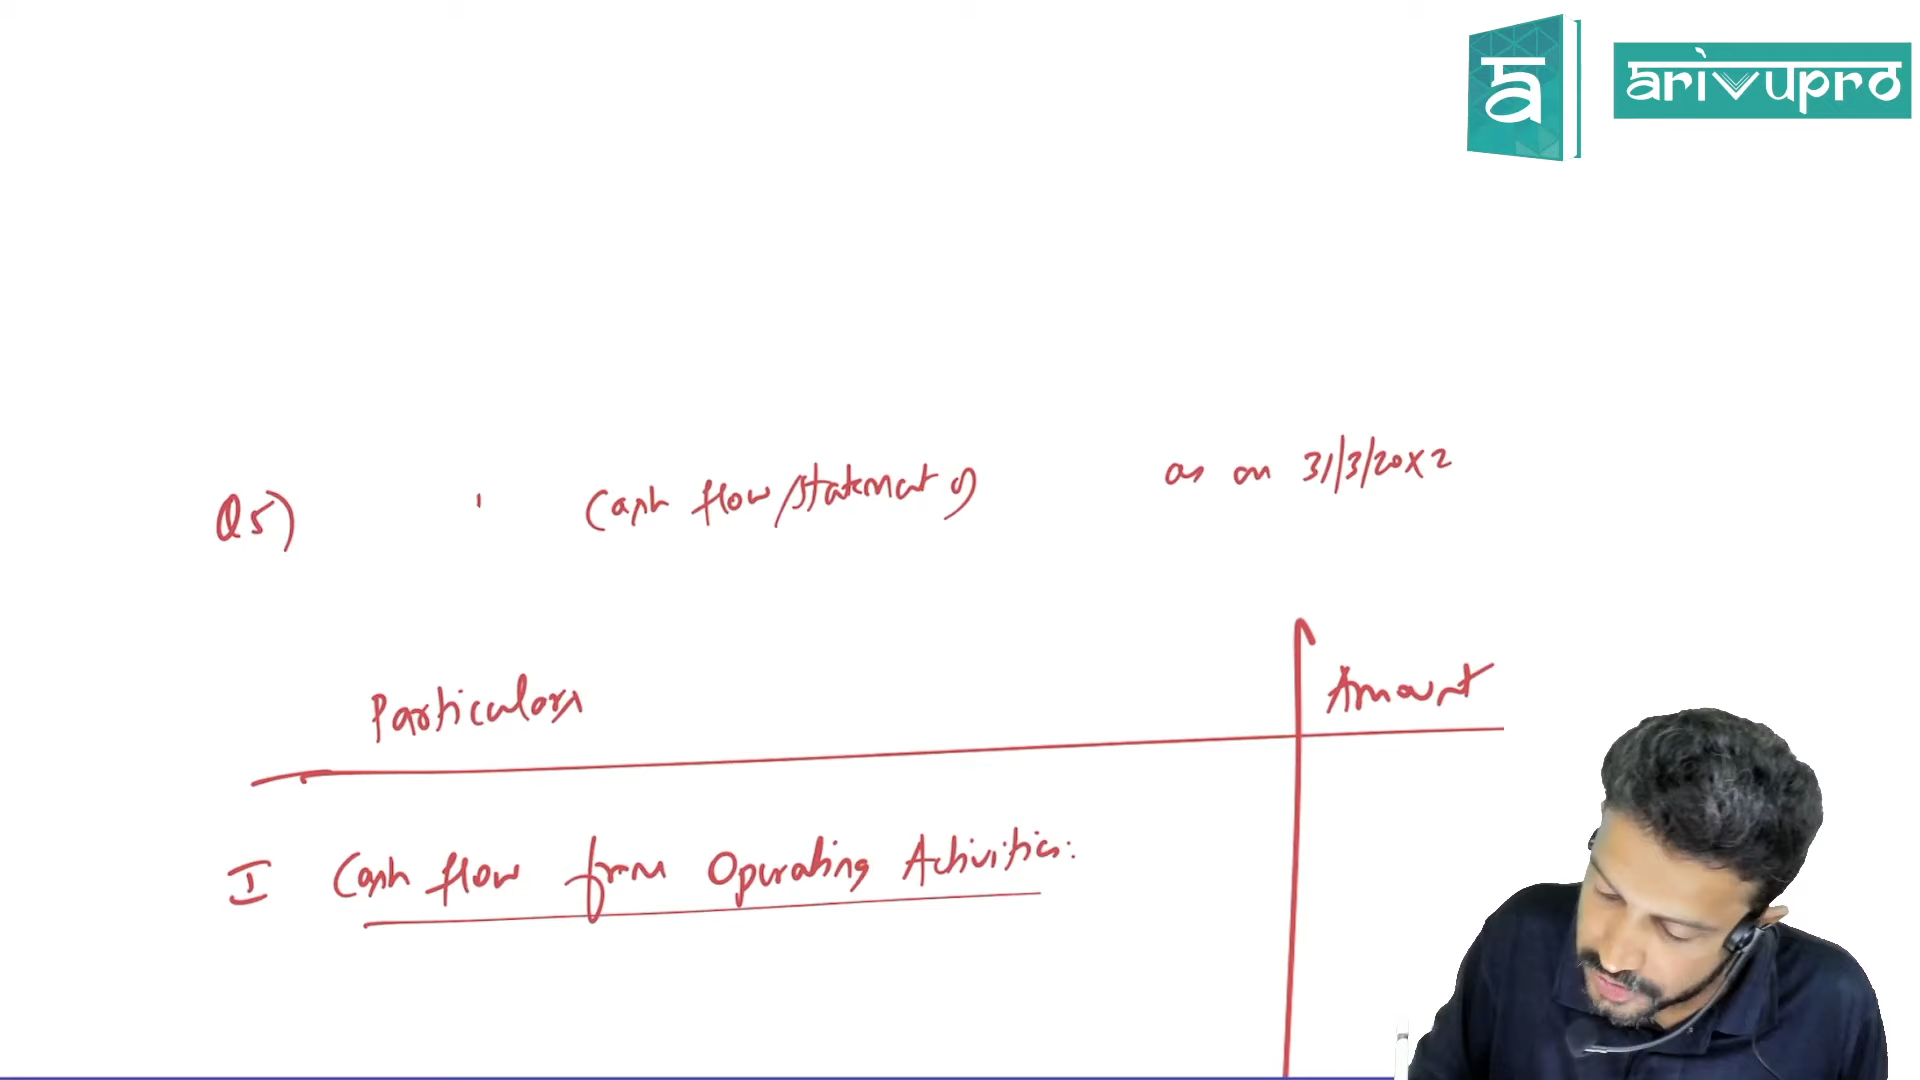 a arivupro
Q5) Cash flow statement of as on 31/3/20X2
Particulars Amount
I Cash flow from Operating Activities: